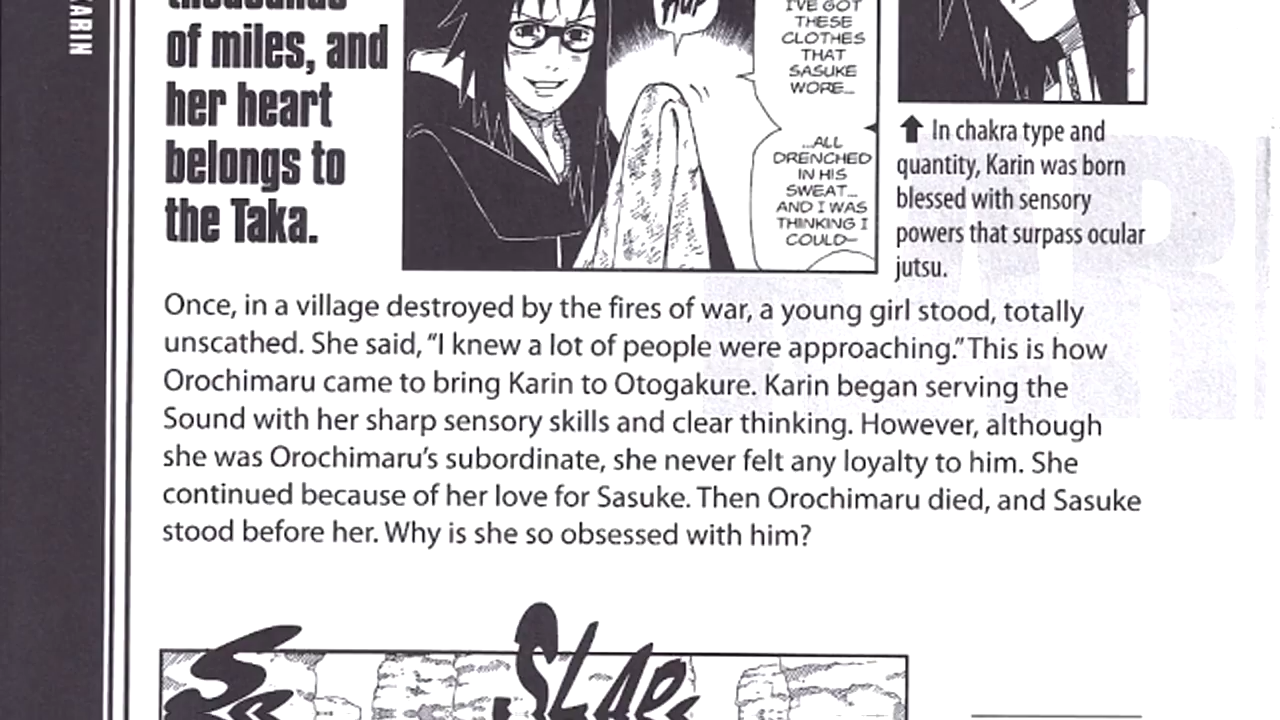 KARIN
thousands
of miles, and
her heart
belongs to
the Taka.
I'VE GOT
THESE
CLOTHES
THAT
SASUKE
WORE...
...ALL
DRENCHED
IN HIS
SWEAT...
AND I WAS
THINKING I
COULD—
In chakra type and
quantity, Karin was born
blessed with sensory
powers that surpass ocular
jutsu.
Once, in a village destroyed by the fires of war, a young girl stood, totally
unscathed. She said, “I knew a lot of people were approaching.” This is how
Orochimaru came to bring Karin to Otogakure. Karin began serving the
Sound with her sharp sensory skills and clear thinking. However, although
she was Orochimaru’s subordinate, she never felt any loyalty to him. She
continued because of her love for Sasuke. Then Orochimaru died, and Sasuke
stood before her. Why is she so obsessed with him?
SLAP